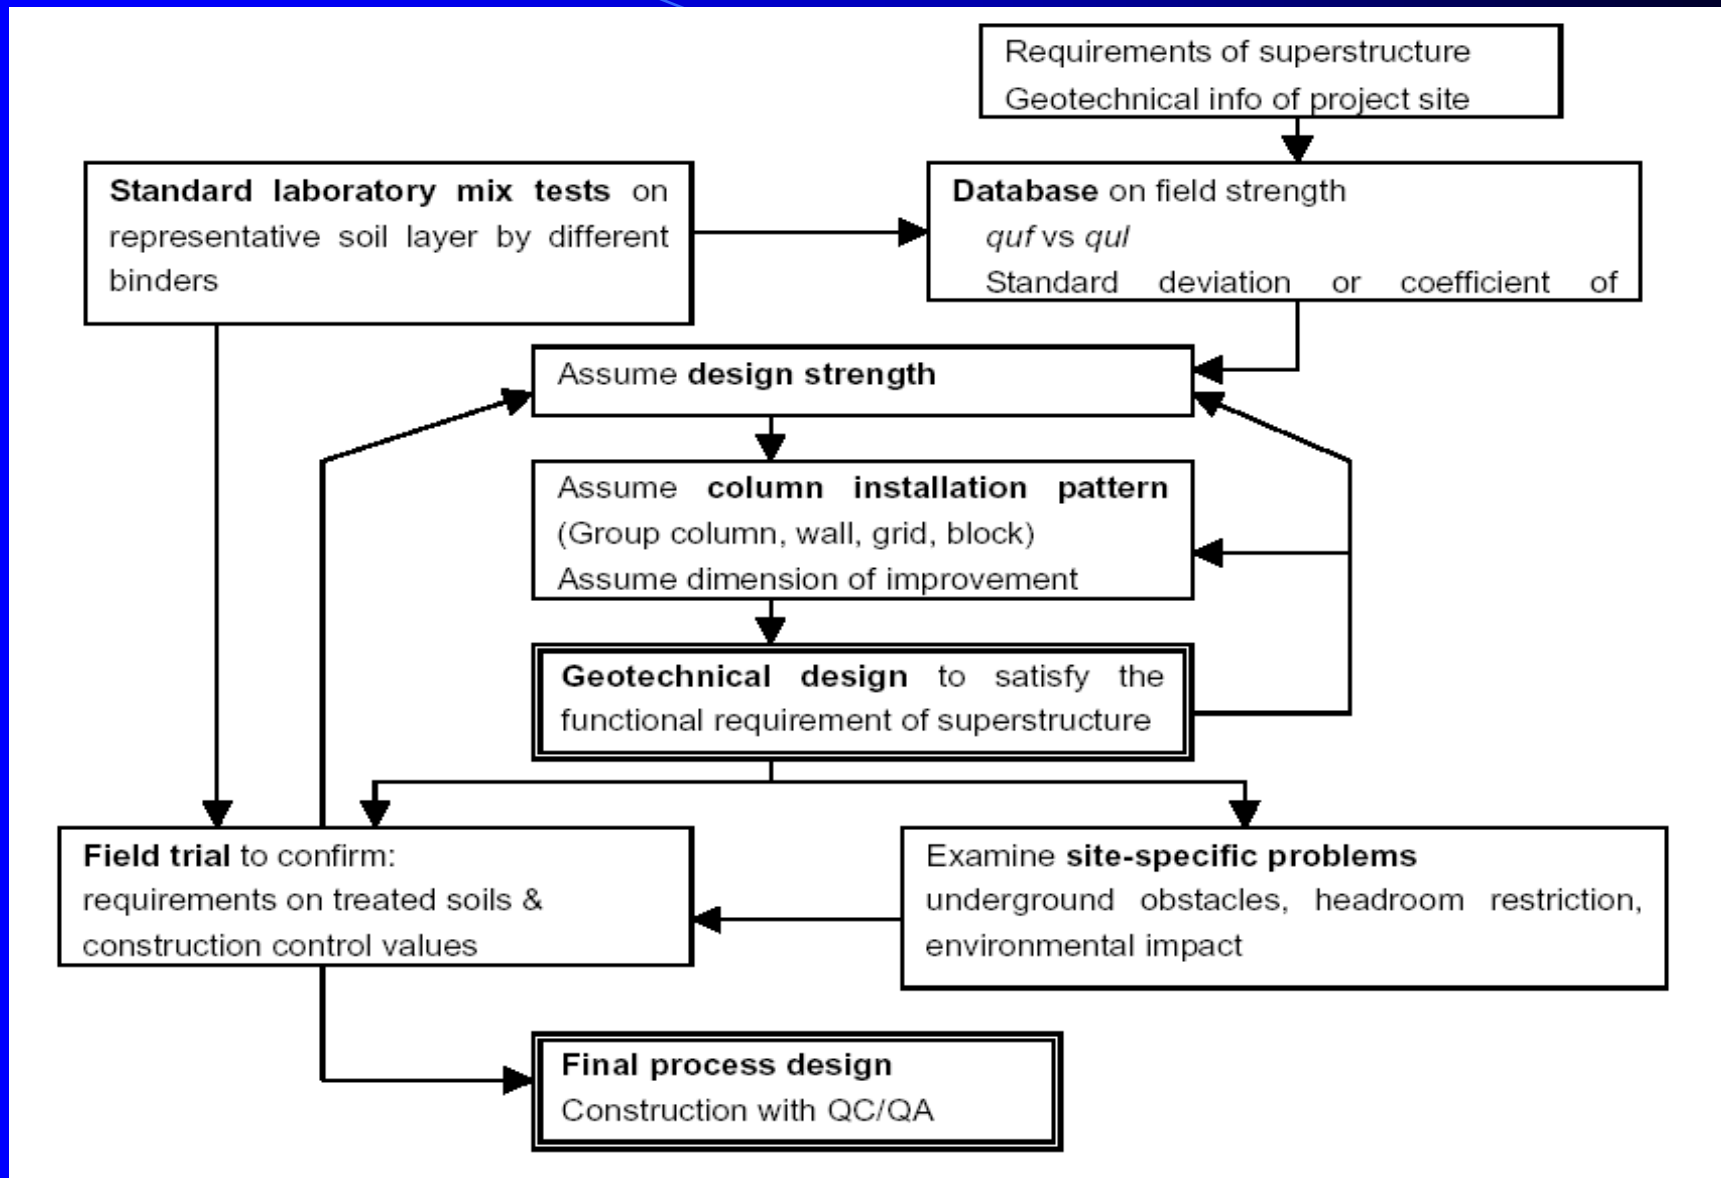 Requirements of superstructure
Geotechnical info of project site
Standard laboratory mix tests on
representative soil layer by different
binders
Database on field strength
quf vs qul
Standard deviation or coefficient of
Assume design strength
Assume column installation pattern
(Group column, wall, grid, block)
Assume dimension of improvement
Geotechnical design to satisfy the
functional requirement of superstructure
Field trial to confirm:
requirements on treated soils &
construction control values
Examine site-specific problems
underground obstacles, headroom restriction,
environmental impact
Final process design
Construction with QC/QA